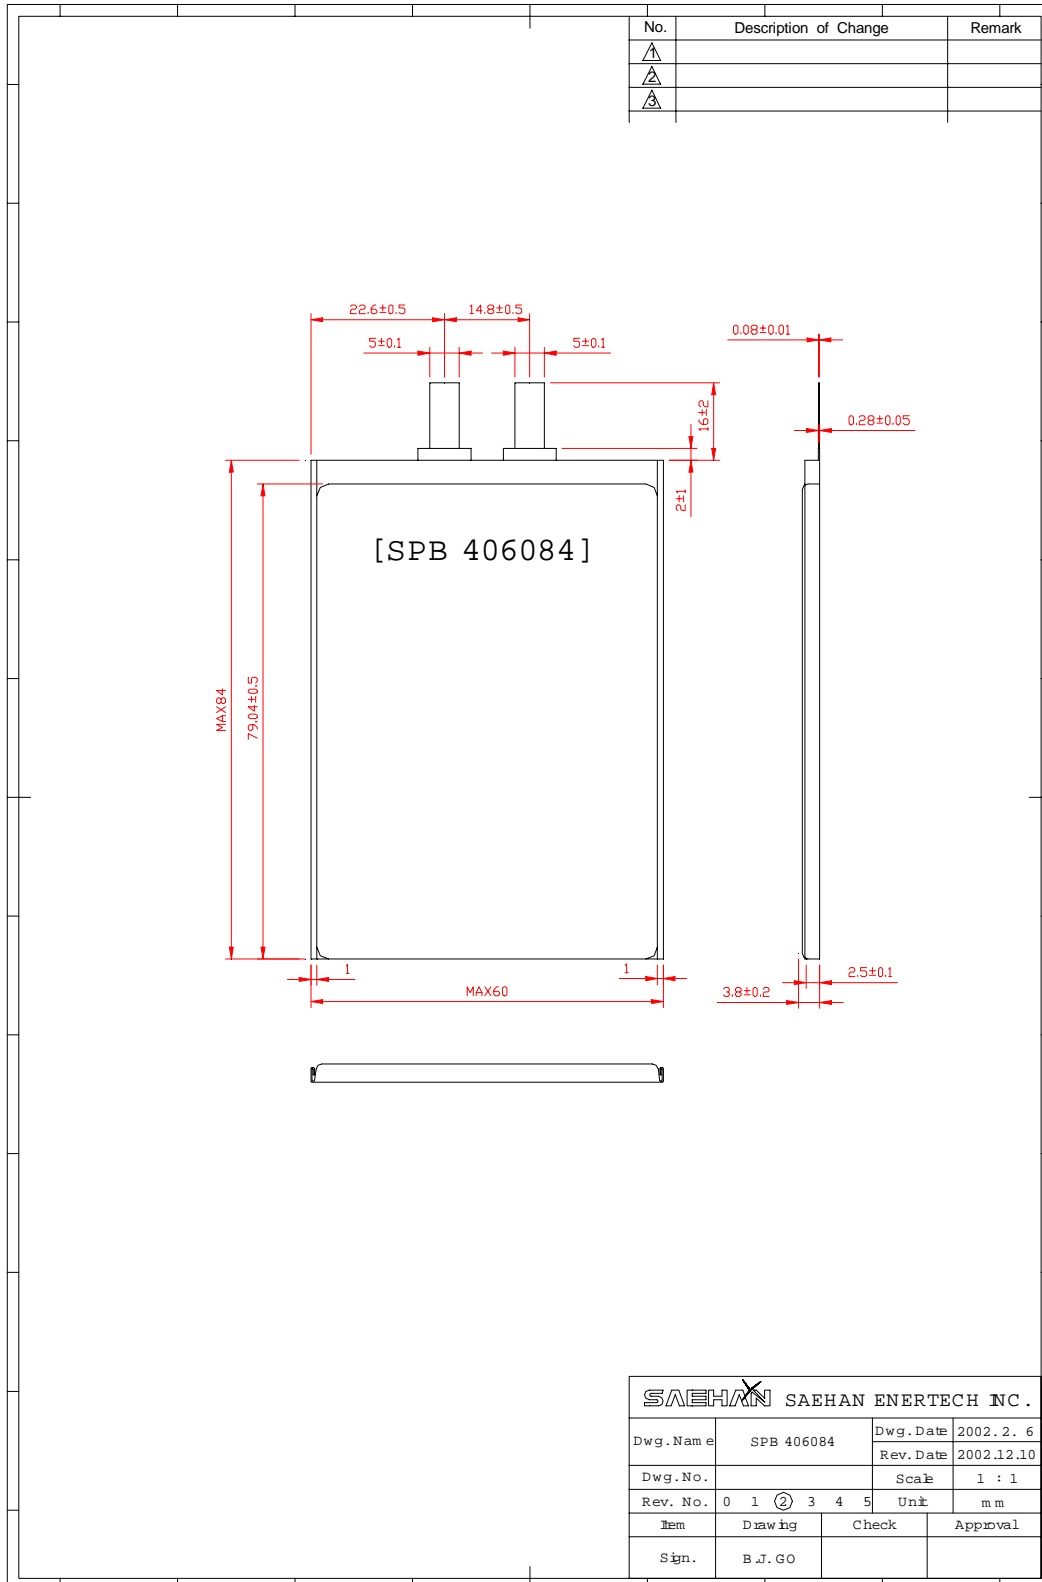 No. Description of Change Remark
1
2
3
22.6±0.5 14.8±0.5
0.08±0.01
5±0.1 5±0.1
16±2
0.28±0.05
2±1
[SPB 406084]
MAX84
79.04±0.5
1 1
2.5±0.1
MAX60
3.8±0.2
SAEHAN SAEHAN ENERTECH INC.
Dwg.Name SPB 406084 Dwg.Date 2002. 2. 6
Rev.Date 2002.12.10
Dwg.No. Scale 1 : 1
Rev. No. 0 1 2 3 4 5 Unit mm
Item Drawing Check Approval
Sign. B.J.GO